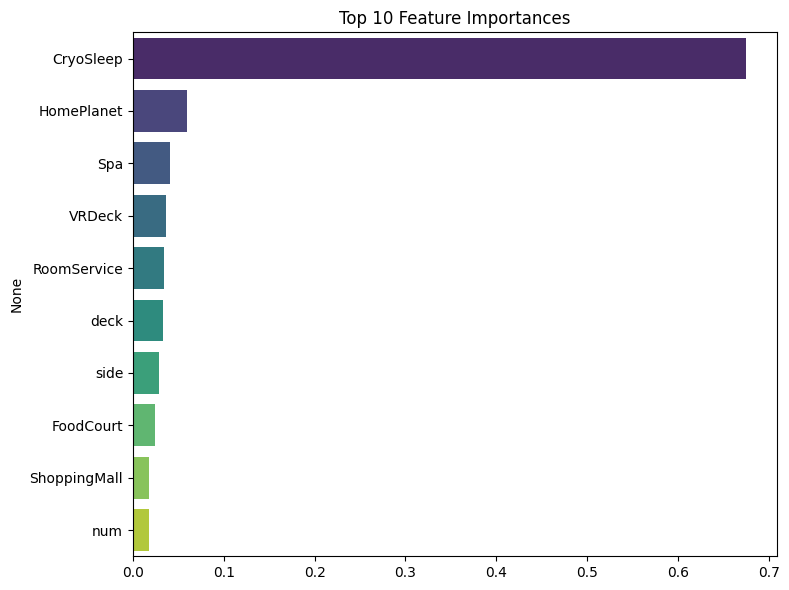 Top 10 Feature Importances
None
CryoSleep
HomePlanet
Spa
VRDeck
RoomService
deck
side
FoodCourt
ShoppingMall
num
0.0 0.1 0.2 0.3 0.4 0.5 0.6 0.7